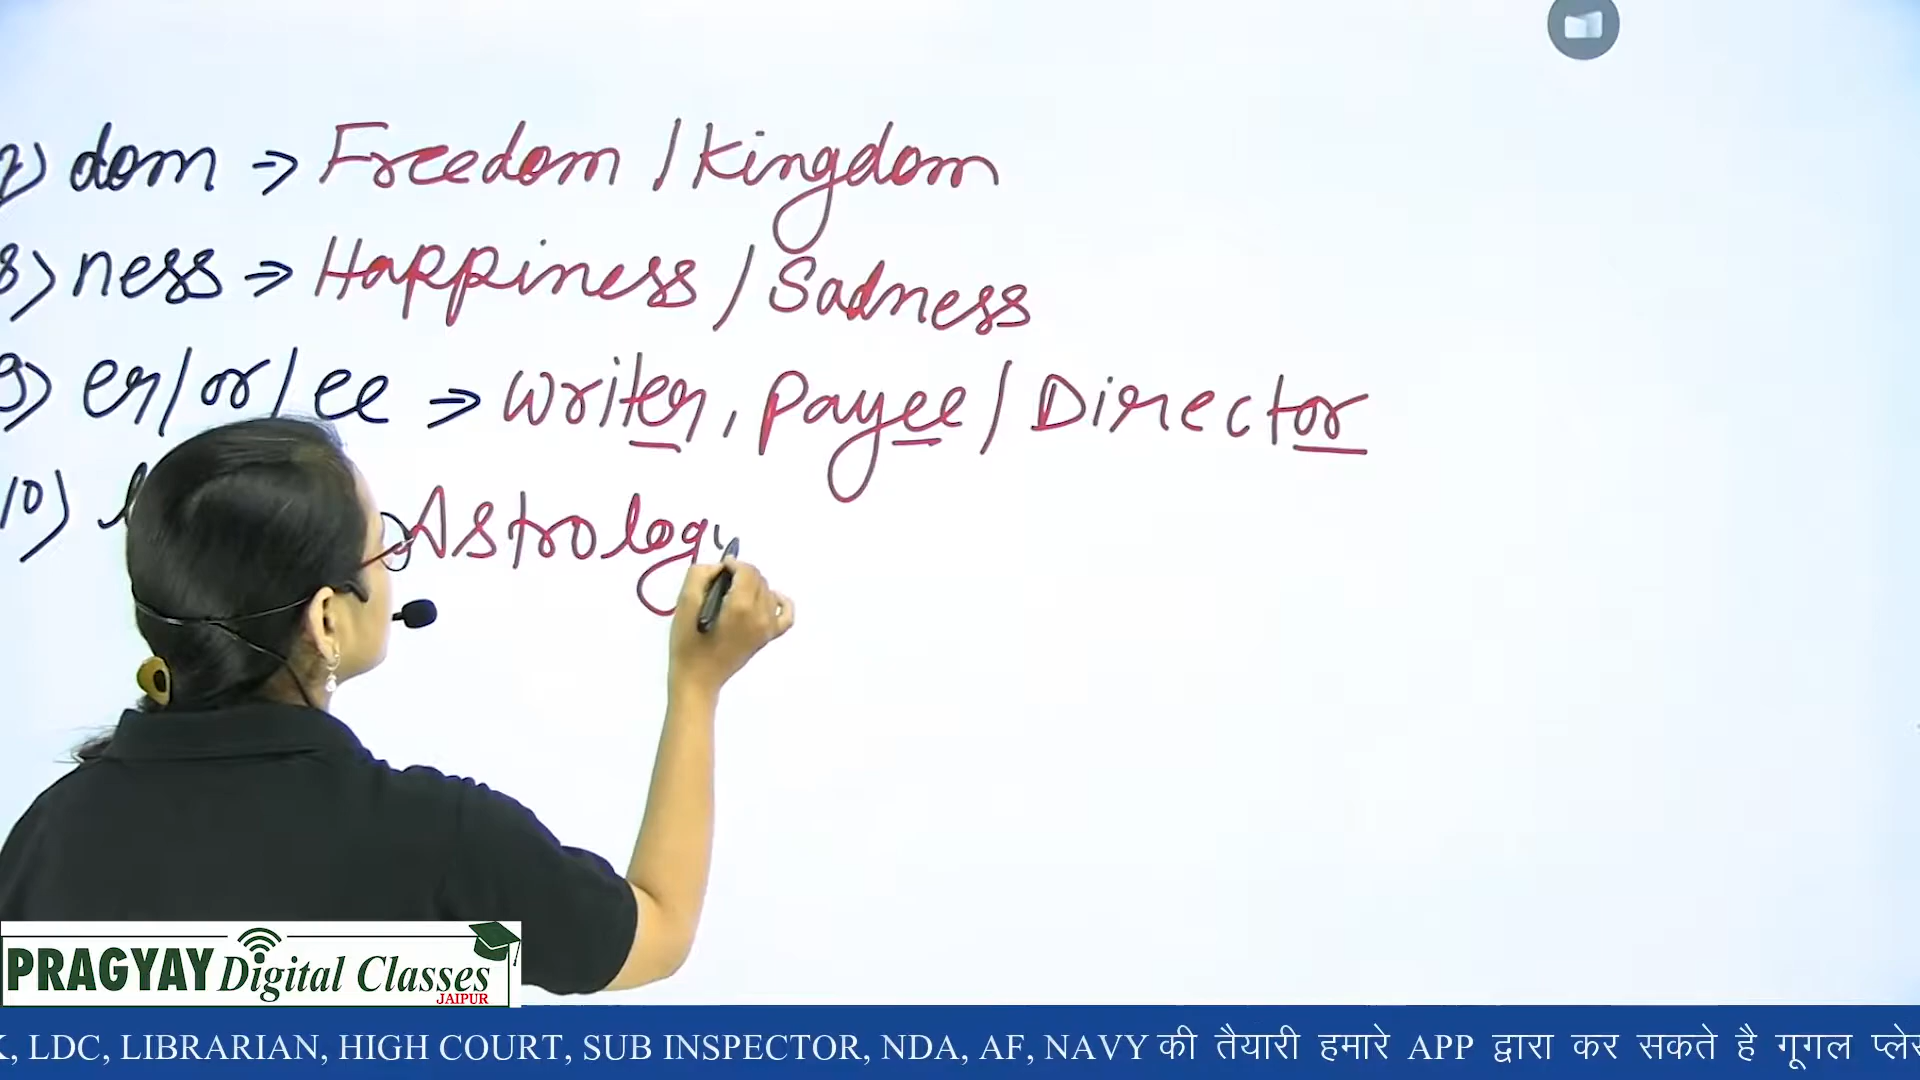 7) dom => Freedom / Kingdom
8) ness => Happiness / Sadness
9) er/or/ee => Writer, Payee / Director
10) Astrology
PRAGYAY Digital Classes
JAIPUR
K, LDC, LIBRARIAN, HIGH COURT, SUB INSPECTOR, NDA, AF, NAVY की तैयारी हमारे APP द्वारा कर सकते है गूगल प्ले